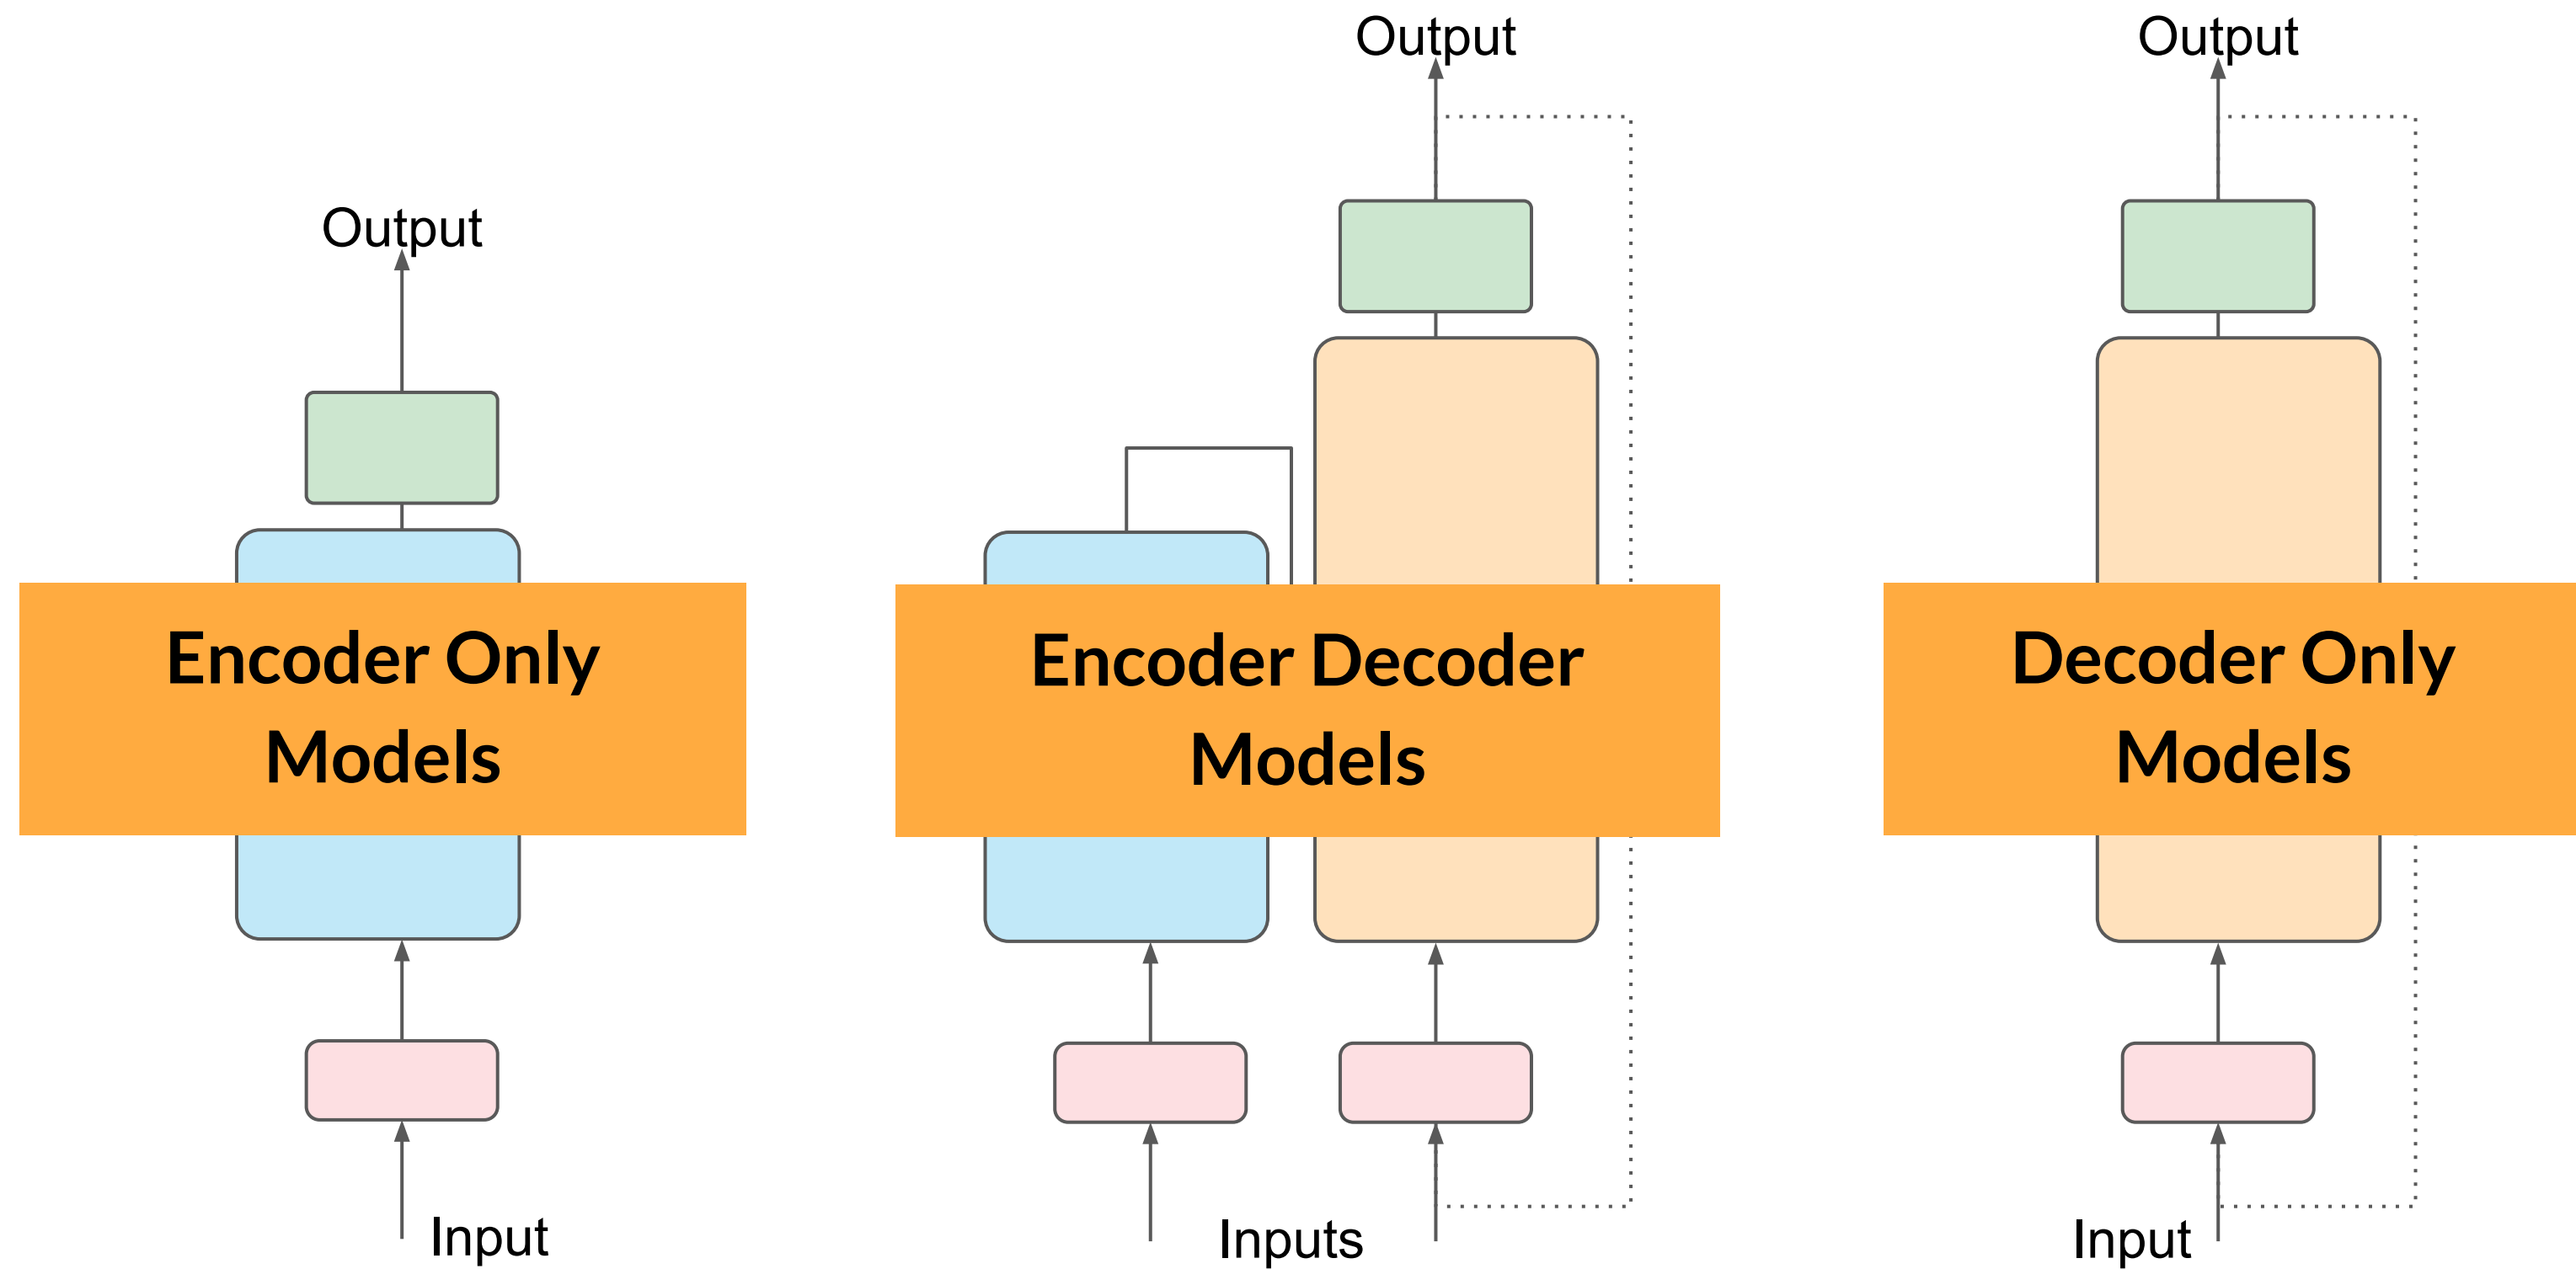 Output
Output
Output
Encoder Only
Models
Encoder Decoder
Models
Decoder Only
Models
Input
Inputs
Input